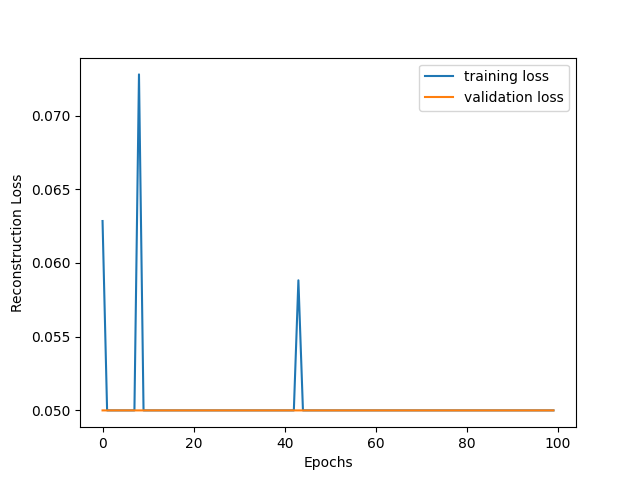 training loss
validation loss
0.070
0.065
0.060
0.055
0.050
Reconstruction Loss
0 20 40 60 80 100
Epochs